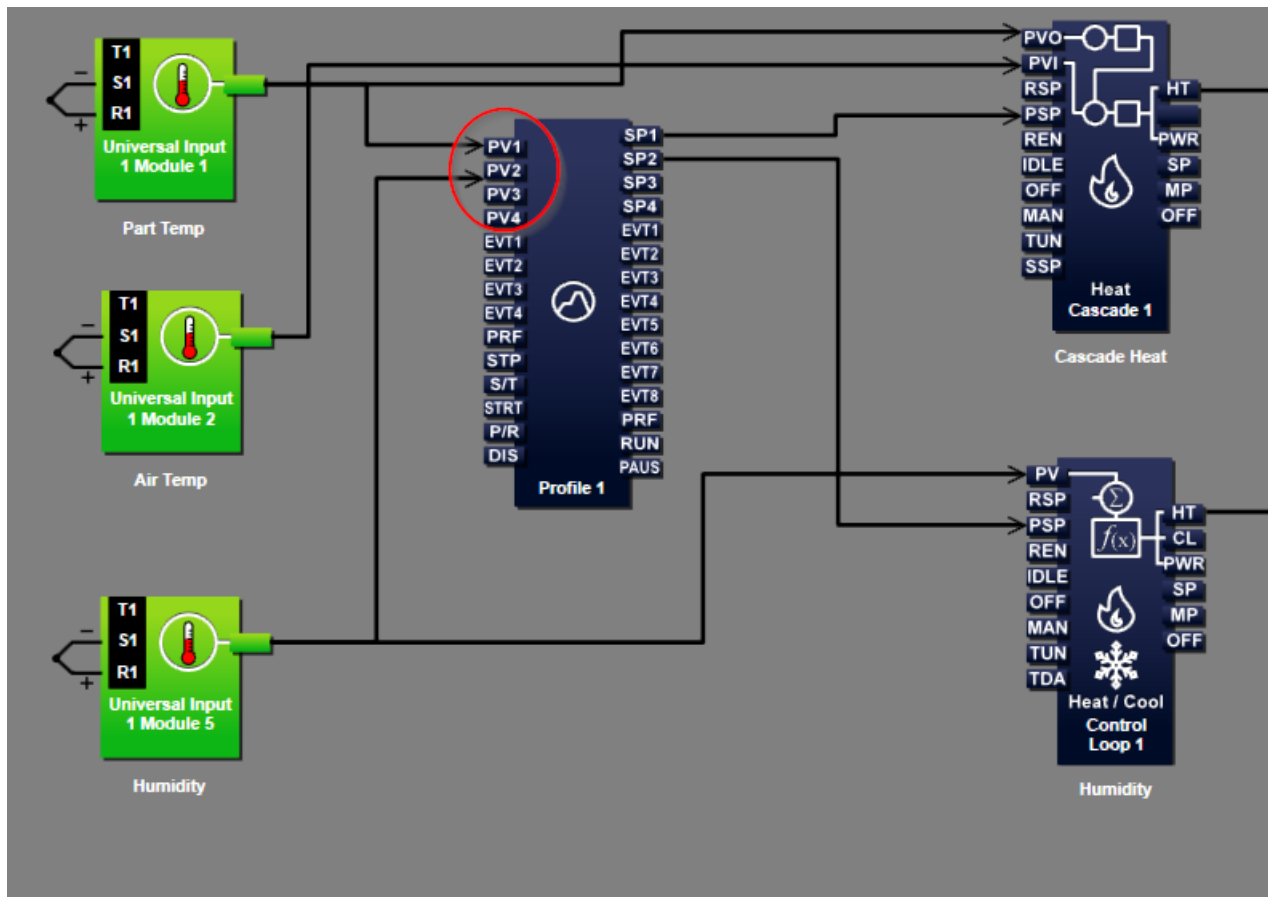 T1
S1
R1
−
+
Universal Input
1 Module 1
Part Temp
T1
S1
R1
−
+
Universal Input
1 Module 2
Air Temp
T1
S1
R1
−
+
Universal Input
1 Module 5
Humidity
PV1
PV2
PV3
PV4
EVT1
EVT2
EVT3
EVT4
PRF
STP
S/T
STRT
P/R
DIS
SP1
SP2
SP3
SP4
EVT1
EVT2
EVT3
EVT4
EVT5
EVT6
EVT7
EVT8
PRF
RUN
PAUS
Profile 1
PVO
PVI
RSP
PSP
REN
IDLE
OFF
MAN
TUN
SSP
HT
PWR
SP
MP
OFF
Heat
Cascade 1
Cascade Heat
PV
RSP
PSP
REN
IDLE
OFF
MAN
TUN
TDA
Σ
f(x)
HT
CL
PWR
SP
MP
OFF
Heat / Cool
Control
Loop 1
Humidity